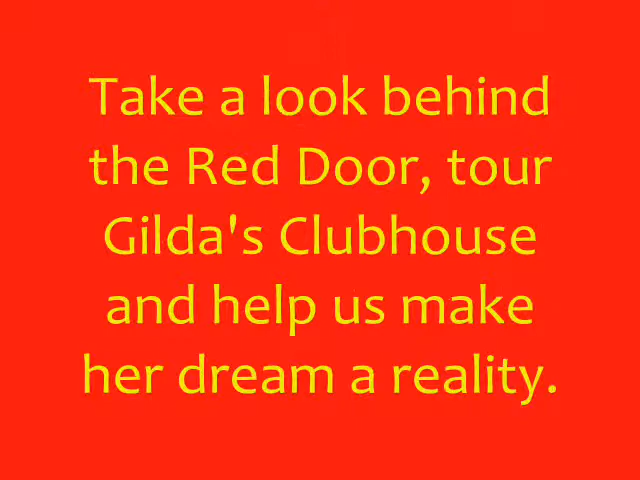 Take a look behind
the Red Door, tour
Gilda's Clubhouse
and help us make
her dream a reality.